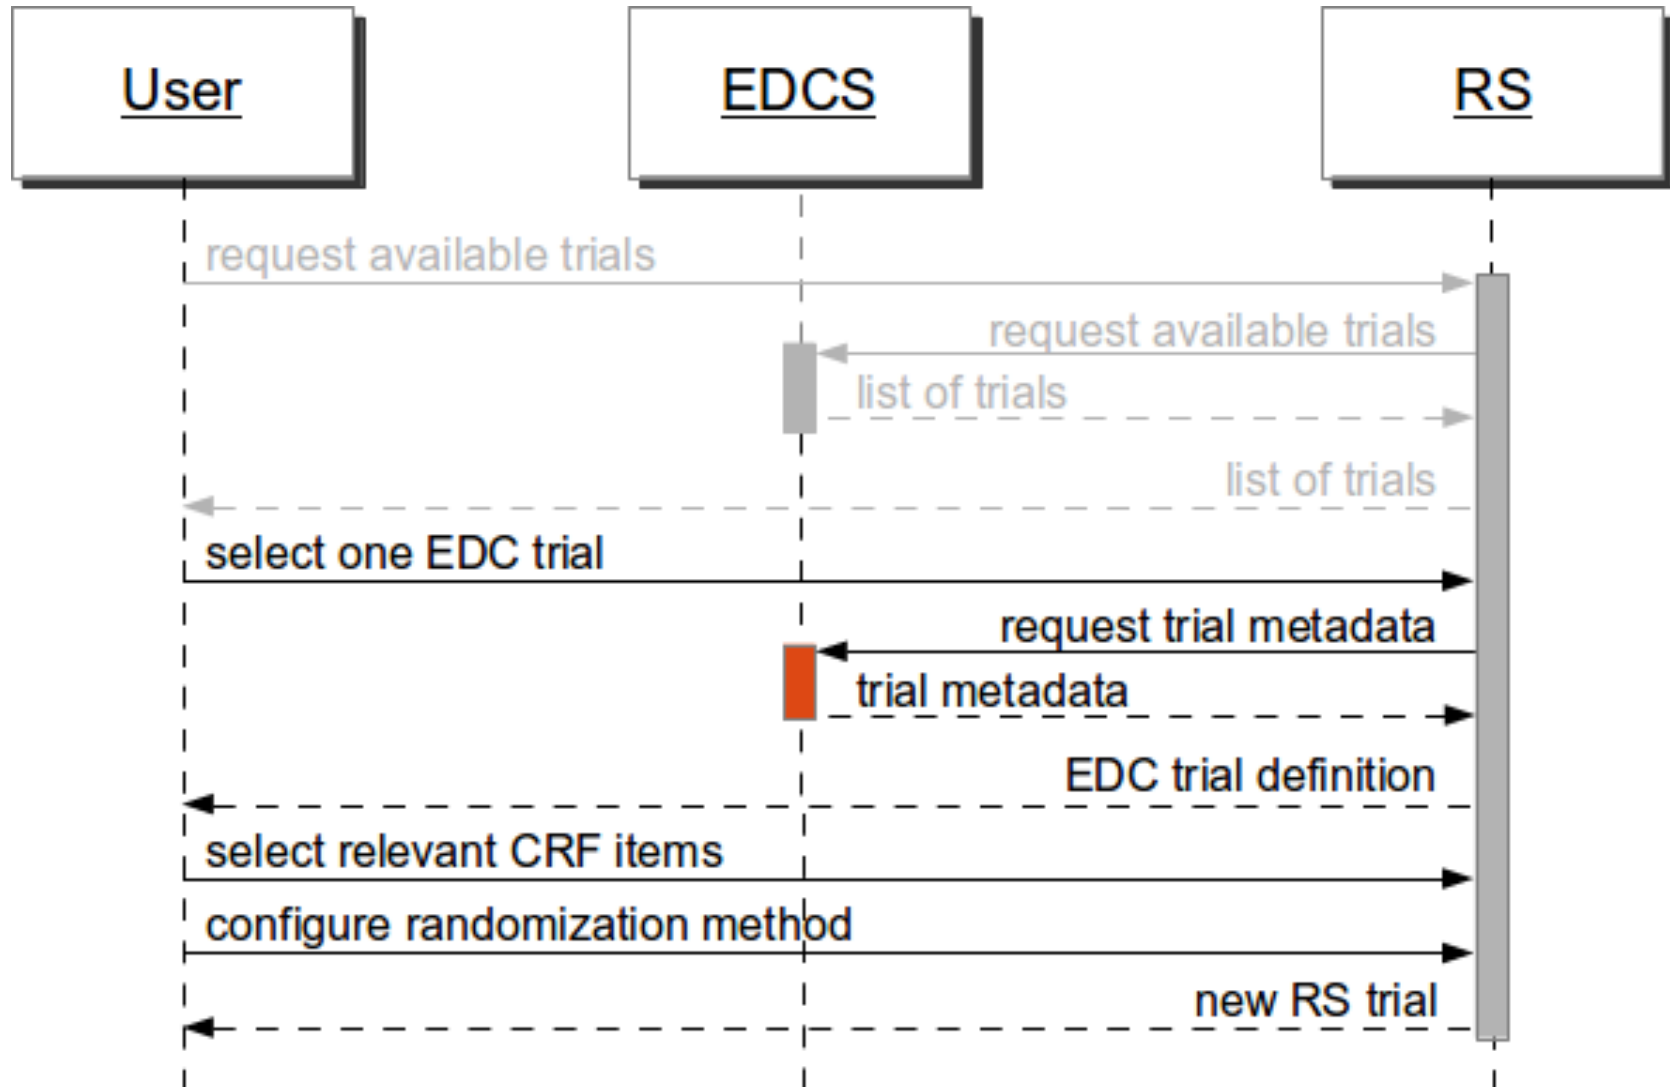 User
EDCS
RS
request available trials
request available trials
list of trials
list of trials
select one EDC trial
request trial metadata
trial metadata
EDC trial definition
select relevant CRF items
configure randomization method
new RS trial